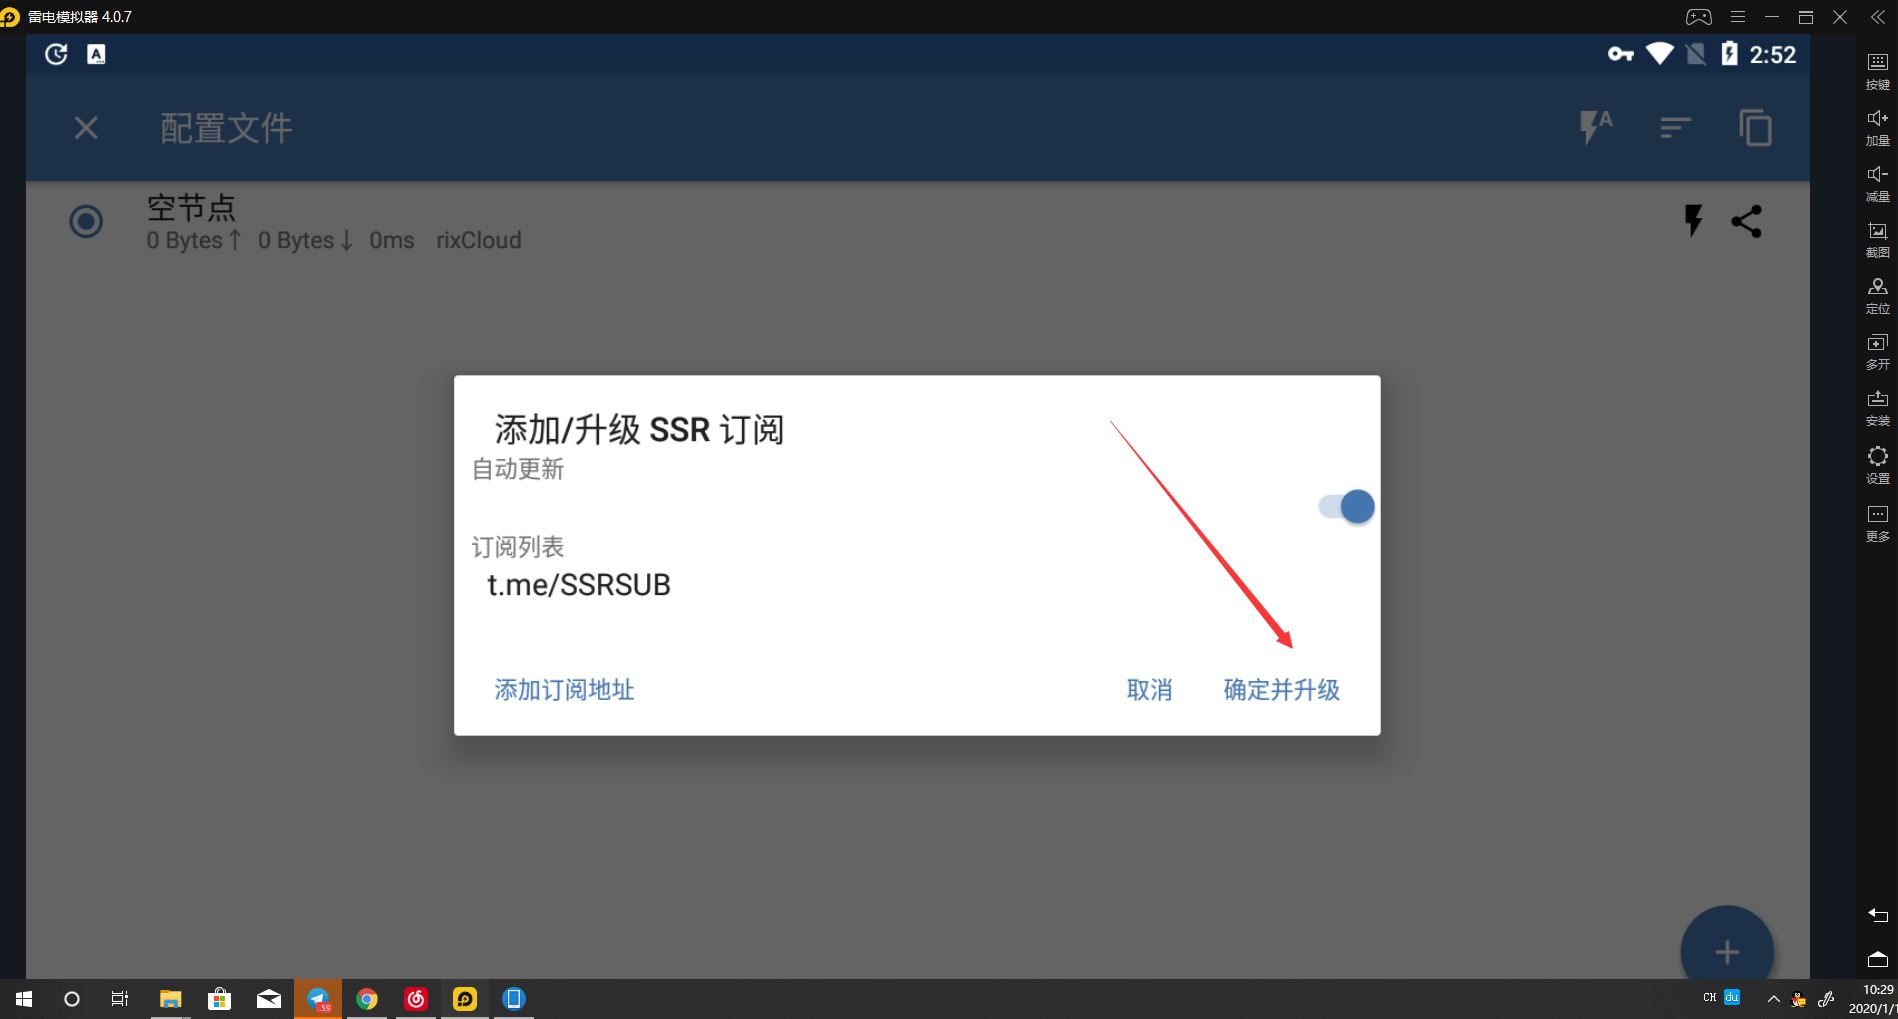 雷电模拟器 4.0.7
2:52
配置文件
A
空节点
0 Bytes↑ 0 Bytes↓ 0ms rixCloud
添加/升级 SSR 订阅
自动更新
订阅列表
t.me/SSRSUB
添加订阅地址 取消 确定并升级
按键
加量
减量
截图
定位
多开
安装
设置
更多
CH du
10:29
2020/1/1